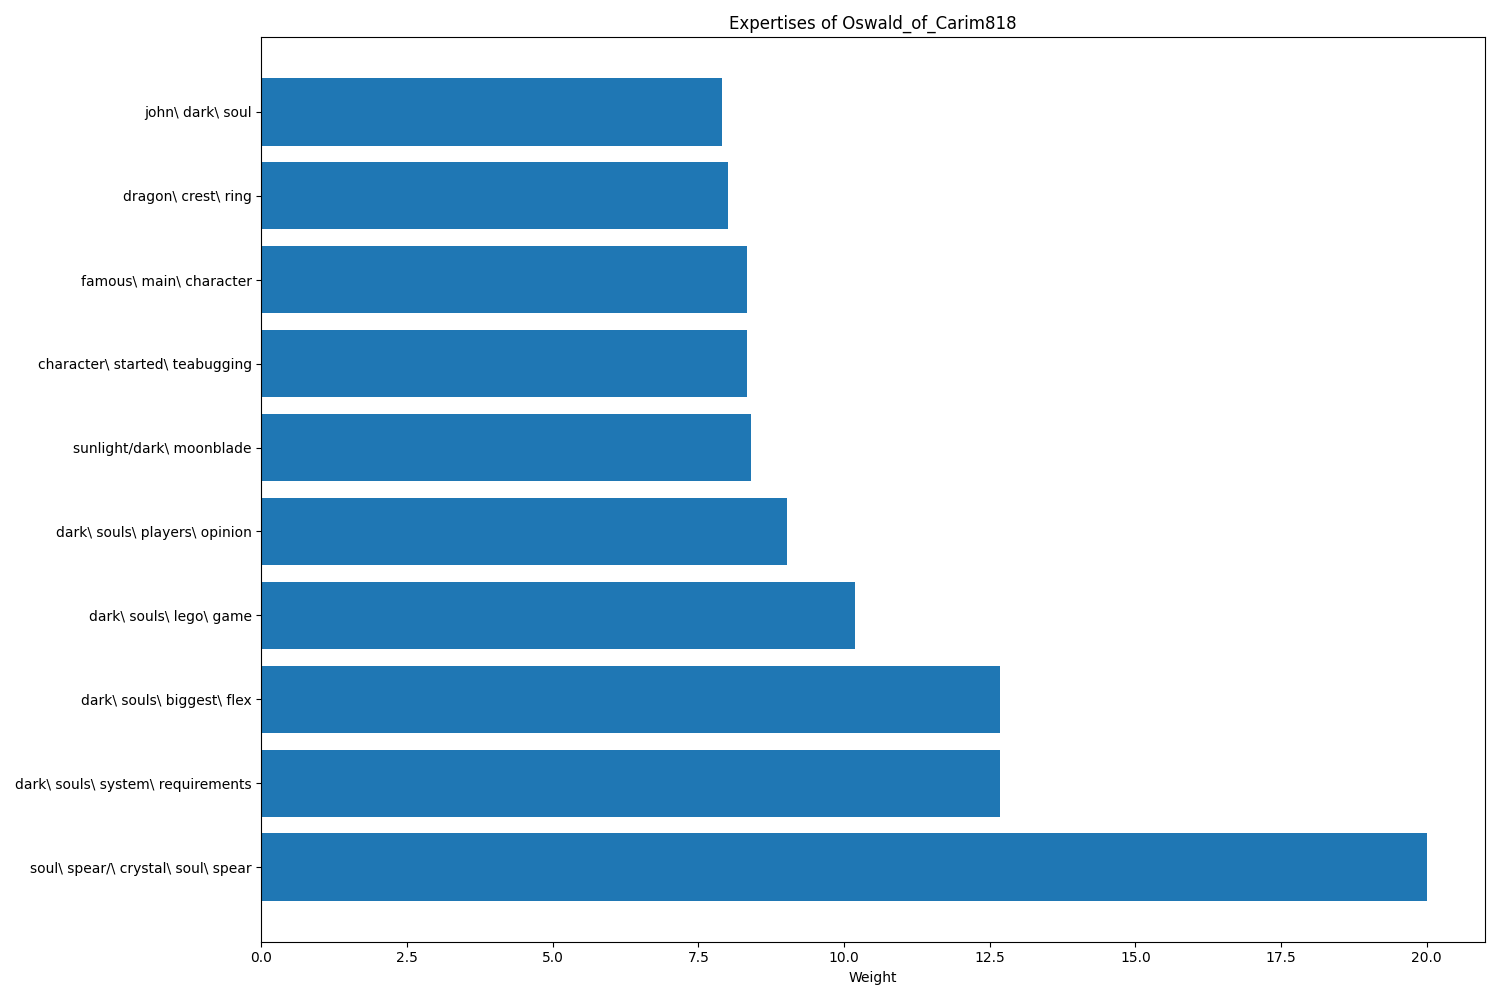 Expertises of Oswald_of_Carim818
john\ dark\ soul
dragon\ crest\ ring
famous\ main\ character
character\ started\ teabugging
sunlight/dark\ moonblade
dark\ souls\ players\ opinion
dark\ souls\ lego\ game
dark\ souls\ biggest\ flex
dark\ souls\ system\ requirements
soul\ spear/\ crystal\ soul\ spear
0.0 2.5 5.0 7.5 10.0 12.5 15.0 17.5 20.0
Weight